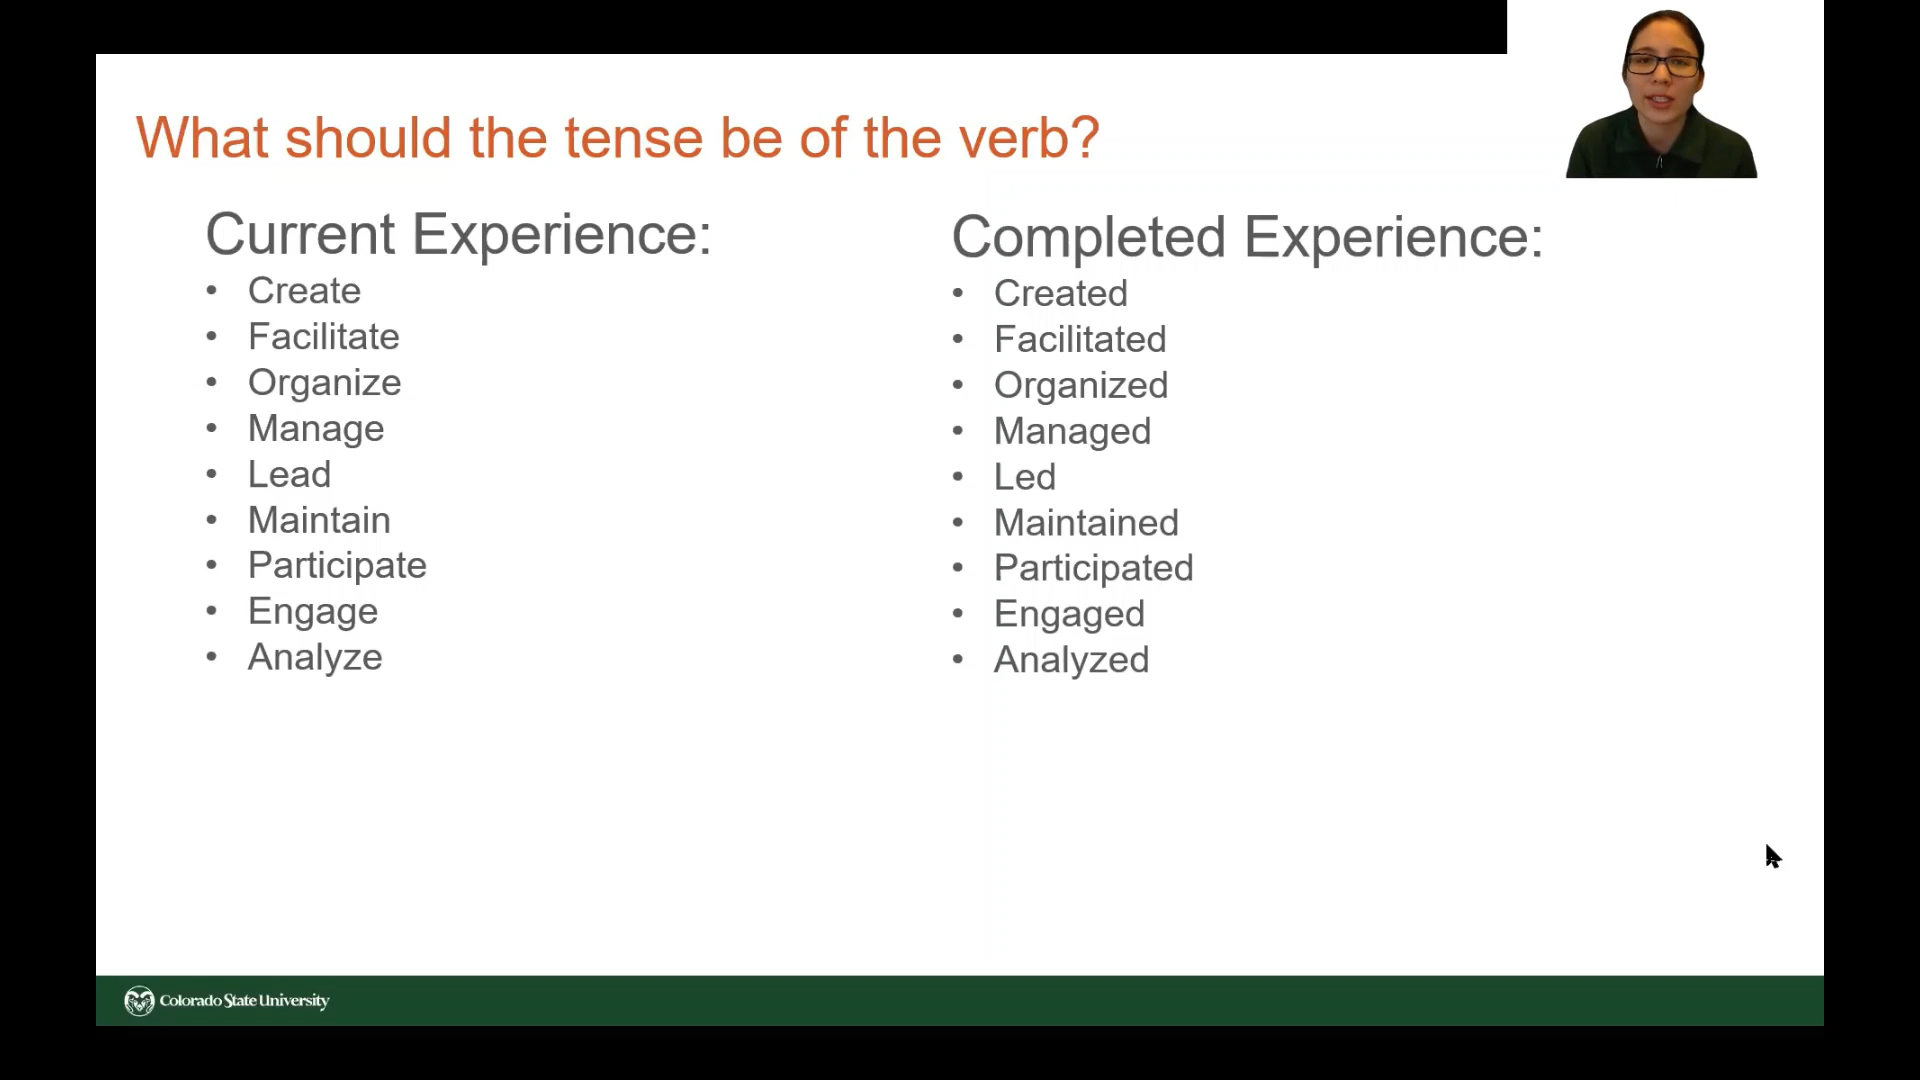 What should the tense be of the verb?
Current Experience:
• Create
• Facilitate
• Organize
• Manage
• Lead
• Maintain
• Participate
• Engage
• Analyze
Completed Experience:
• Created
• Facilitated
• Organized
• Managed
• Led
• Maintained
• Participated
• Engaged
• Analyzed
Colorado State University